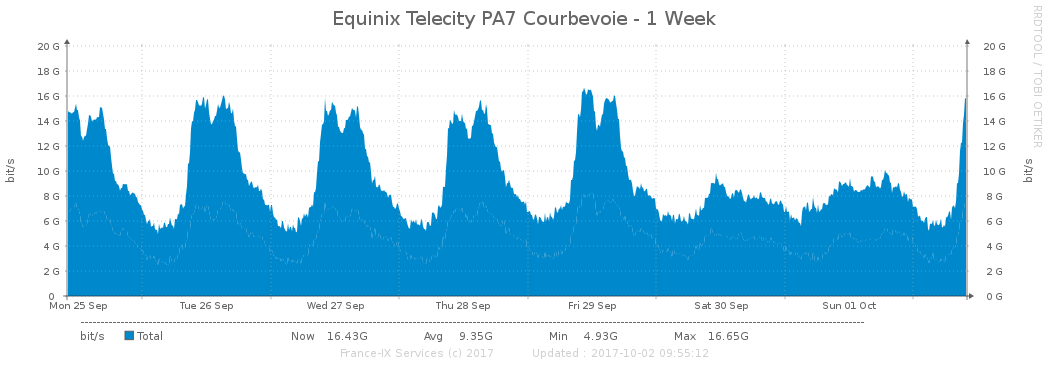 Equinix Telecity PA7 Courbevoie - 1 Week
RRDTOOL / TOBI OETIKER
bit/s
20 G 20 G
18 G 18 G
16 G 16 G
14 G 14 G
12 G 12 G
10 G 10 G
8 G 8 G
6 G 6 G
4 G 4 G
2 G 2 G
0 0 G
bit/s
Mon 25 Sep Tue 26 Sep Wed 27 Sep Thu 28 Sep Fri 29 Sep Sat 30 Sep Sun 01 Oct
bit/s Total Now 16.43G Avg 9.35G Min 4.93G Max 16.65G
France-IX Services (c) 2017 Updated : 2017-10-02 09:55:12